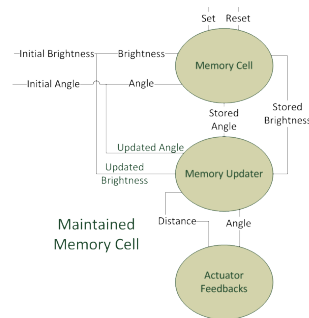 Set Reset
Initial Brightness Brightness
Memory Cell
Initial Angle Angle
Stored
Angle
Stored
Brightness
Updated Angle
Updated
Brightness
Memory Updater
Distance Angle
Maintained
Memory Cell
Actuator
Feedbacks